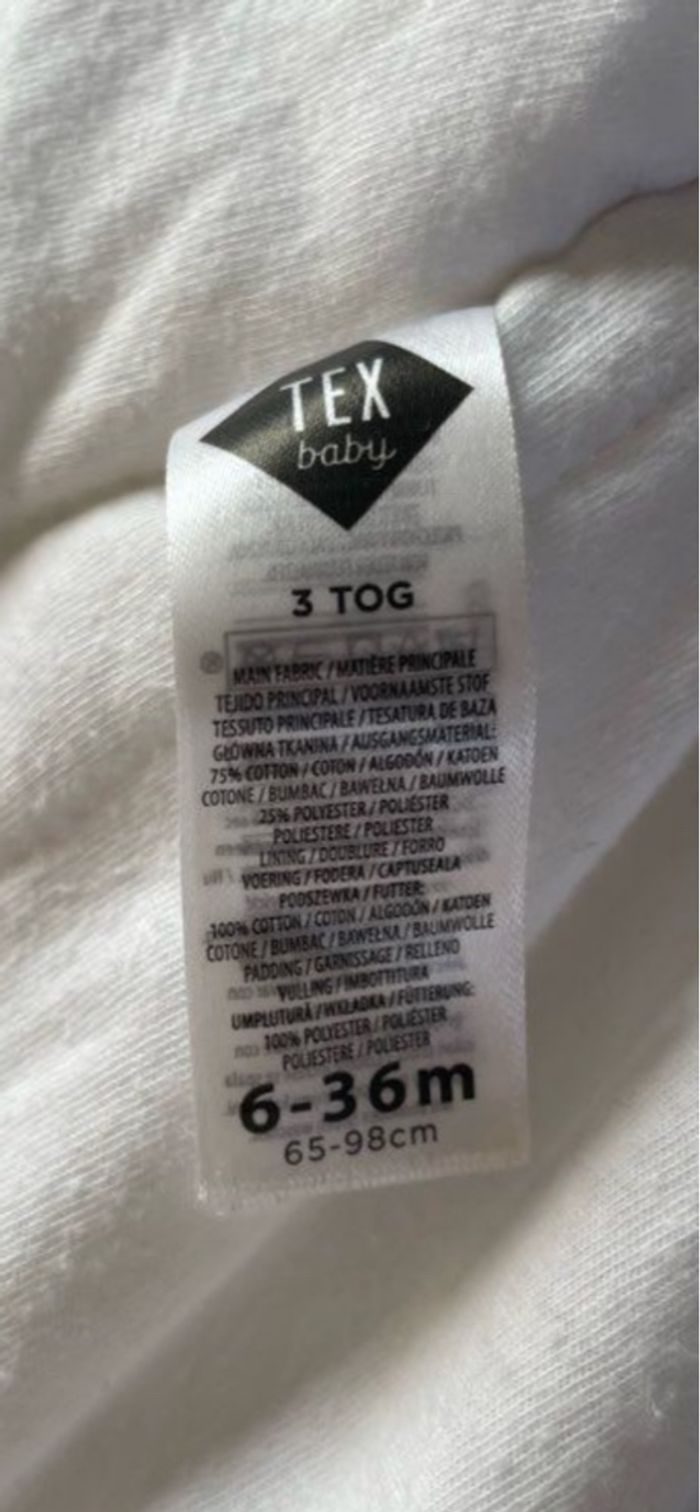 TEX
baby
3 TOG
MAIN FABRIC / MATIÈRE PRINCIPALE
TEJIDO PRINCIPAL / VOORNAAMSTE STOF
TESSUTO PRINCIPALE / TESATURA DE BAZA
GŁÓWNA TKANINA / AUSGANGSMATERIAL:
75% COTTON / COTON / ALGODÓN / KATOEN
COTONE / BUMBAC / BAWEŁNA / BAUMWOLLE
25% POLYESTER / POLIÉSTER
POLIESTERE / POLIESTER
LINING / DOUBLURE / FORRO
VOERING / FODERA / CAPTUSEALA
PODSZEWKA / FUTTER:
100% COTTON / COTON / ALGODÓN / KATOEN
COTONE / BUMBAC / BAWEŁNA / BAUMWOLLE
PADDING / GARNISSAGE / RELLENO
VULLING / IMBOTTITURA
UMPLUTURĂ / WKŁADKA / FÜTTERUNG:
100% POLYESTER / POLIÉSTER
POLIESTERE / POLIESTER
6-36m
65-98cm